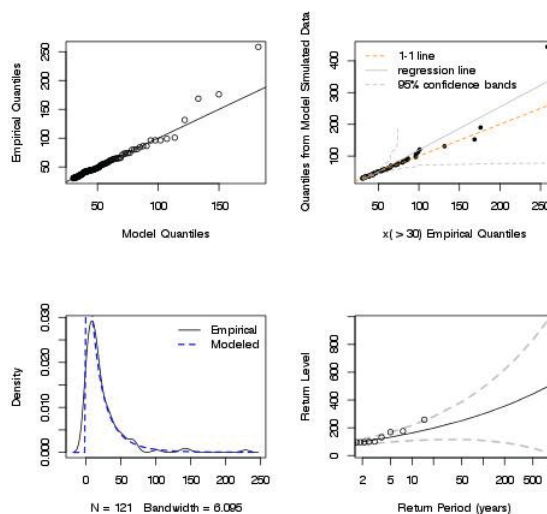 Empirical Quantiles
50 100 150 200 250
50 100 150
Model Quantiles
Quantiles from Model Simulated Data
100 200 300 400
1-1 line
regression line
95% confidence bands
50 100 150 200 250
x( > 30) Empirical Quantiles
Density
0.000 0.010 0.020 0.030
Empirical
Modeled
0 50 100 150 200 250
N = 121 Bandwidth = 6.095
Return Level
0 200 400 600 800
2 5 10 50 100 500
Return Period (years)